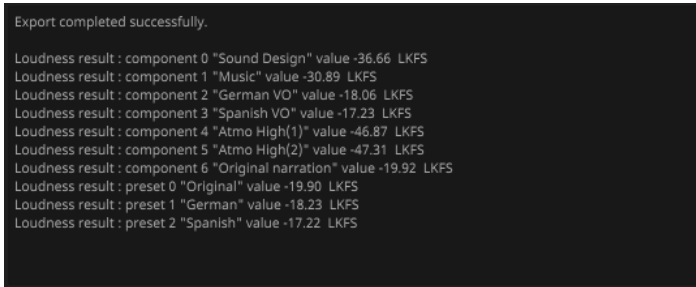 Export completed successfully.
Loudness result : component 0 "Sound Design" value -36.66  LKFS
Loudness result : component 1 "Music" value -30.89  LKFS
Loudness result : component 2 "German VO" value -18.06  LKFS
Loudness result : component 3 "Spanish VO" value -17.23  LKFS
Loudness result : component 4 "Atmo High(1)" value -46.87  LKFS
Loudness result : component 5 "Atmo High(2)" value -47.31  LKFS
Loudness result : component 6 "Original narration" value -19.92  LKFS
Loudness result : preset 0 "Original" value -19.90  LKFS
Loudness result : preset 1 "German" value -18.23  LKFS
Loudness result : preset 2 "Spanish" value -17.22  LKFS